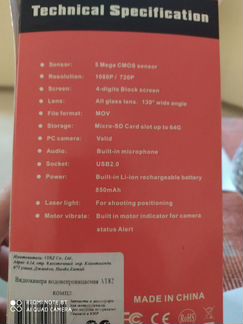 Technical Specification
Sensor: 5 Mega CMOS sensor
Resolution: 1080P / 720P
Screen: 4-digits Block screen
Lens: All glass lens: 130° wide angle
File format: MOV
Storage: Micro-SD Card slot up to 64G
PC camera: Valid
Audio: Built-in microphone
Socket: USB2.0
Power: Built-in Li-ion rechargeable battery
850mAh
Laser light: For shooting positioning
Motor vibrate: Built in motor indicator for camera
status Alert
Видеокамера водонепроницаемая A182
MADE IN CHINA
CE FC
REDMI NOTE 8T
AI QUAD CAMERA